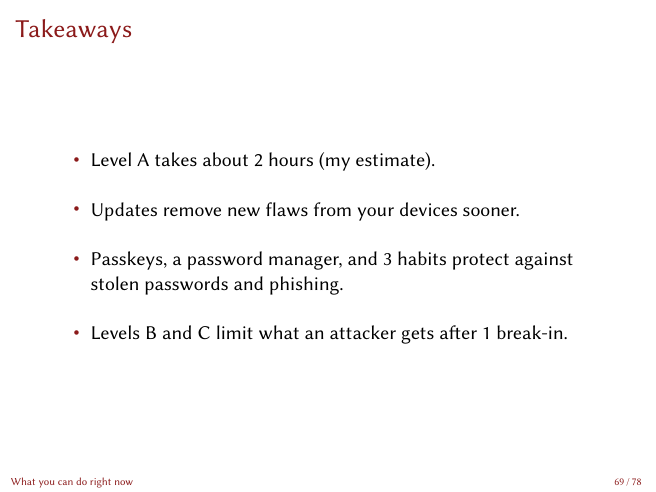 Takeaways
• Level A takes about 2 hours (my estimate).
• Updates remove new flaws from your devices sooner.
• Passkeys, a password manager, and 3 habits protect against
stolen passwords and phishing.
• Levels B and C limit what an attacker gets after 1 break-in.
What you can do right now
69 / 78